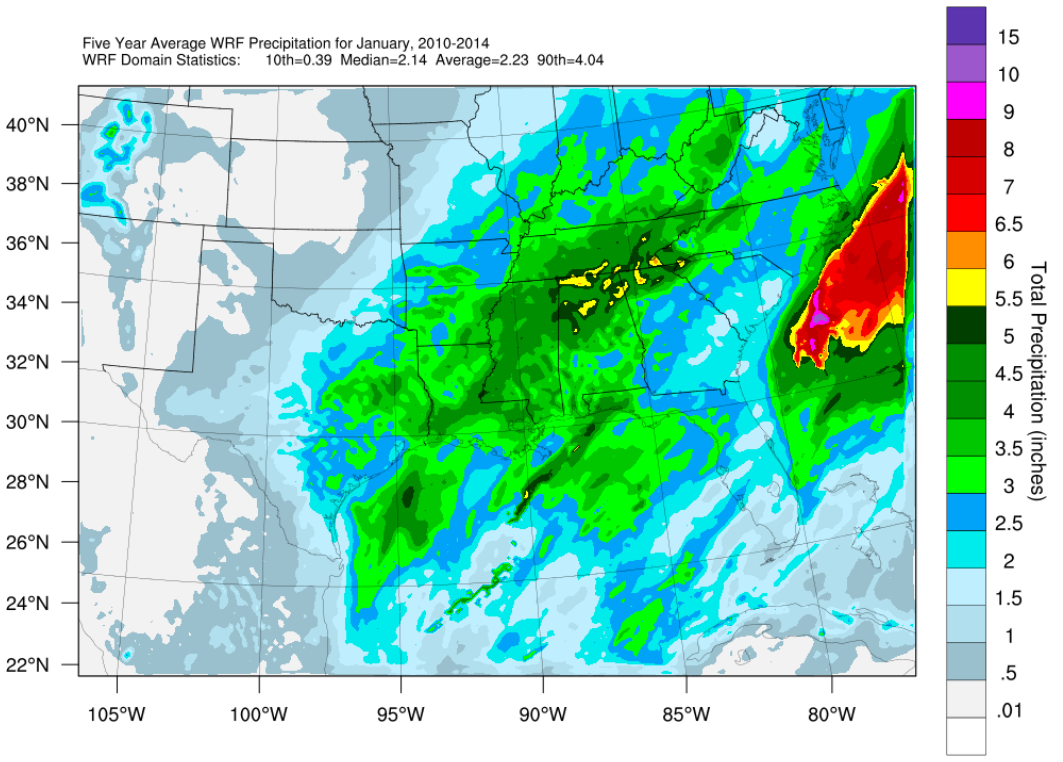 Five Year Average WRF Precipitation for January, 2010-2014
WRF Domain Statistics: 10th=0.39 Median=2.14 Average=2.23 90th=4.04
40°N
38°N
36°N
34°N
32°N
30°N
28°N
26°N
24°N
22°N
105°W 100°W 95°W 90°W 85°W 80°W
15
10
9
8
7
6.5
6
5.5
5
4.5
4
3.5
3
2.5
2
1.5
1
.5
.01
Total Precipitation (inches)